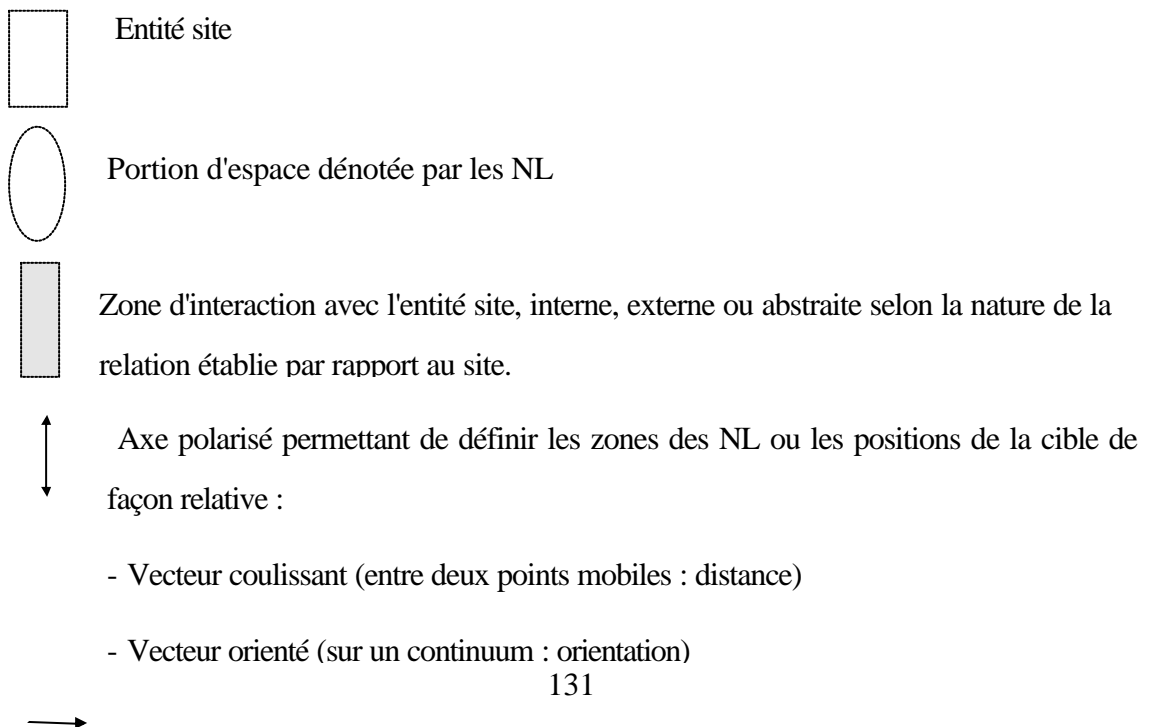 Entité site
Portion d'espace dénotée par les NL
Zone d'interaction avec l'entité site, interne, externe ou abstraite selon la nature de la
relation établie par rapport au site.
Axe polarisé permettant de définir les zones des NL ou les positions de la cible de
façon relative :
- Vecteur coulissant (entre deux points mobiles : distance)
- Vecteur orienté (sur un continuum : orientation)
131